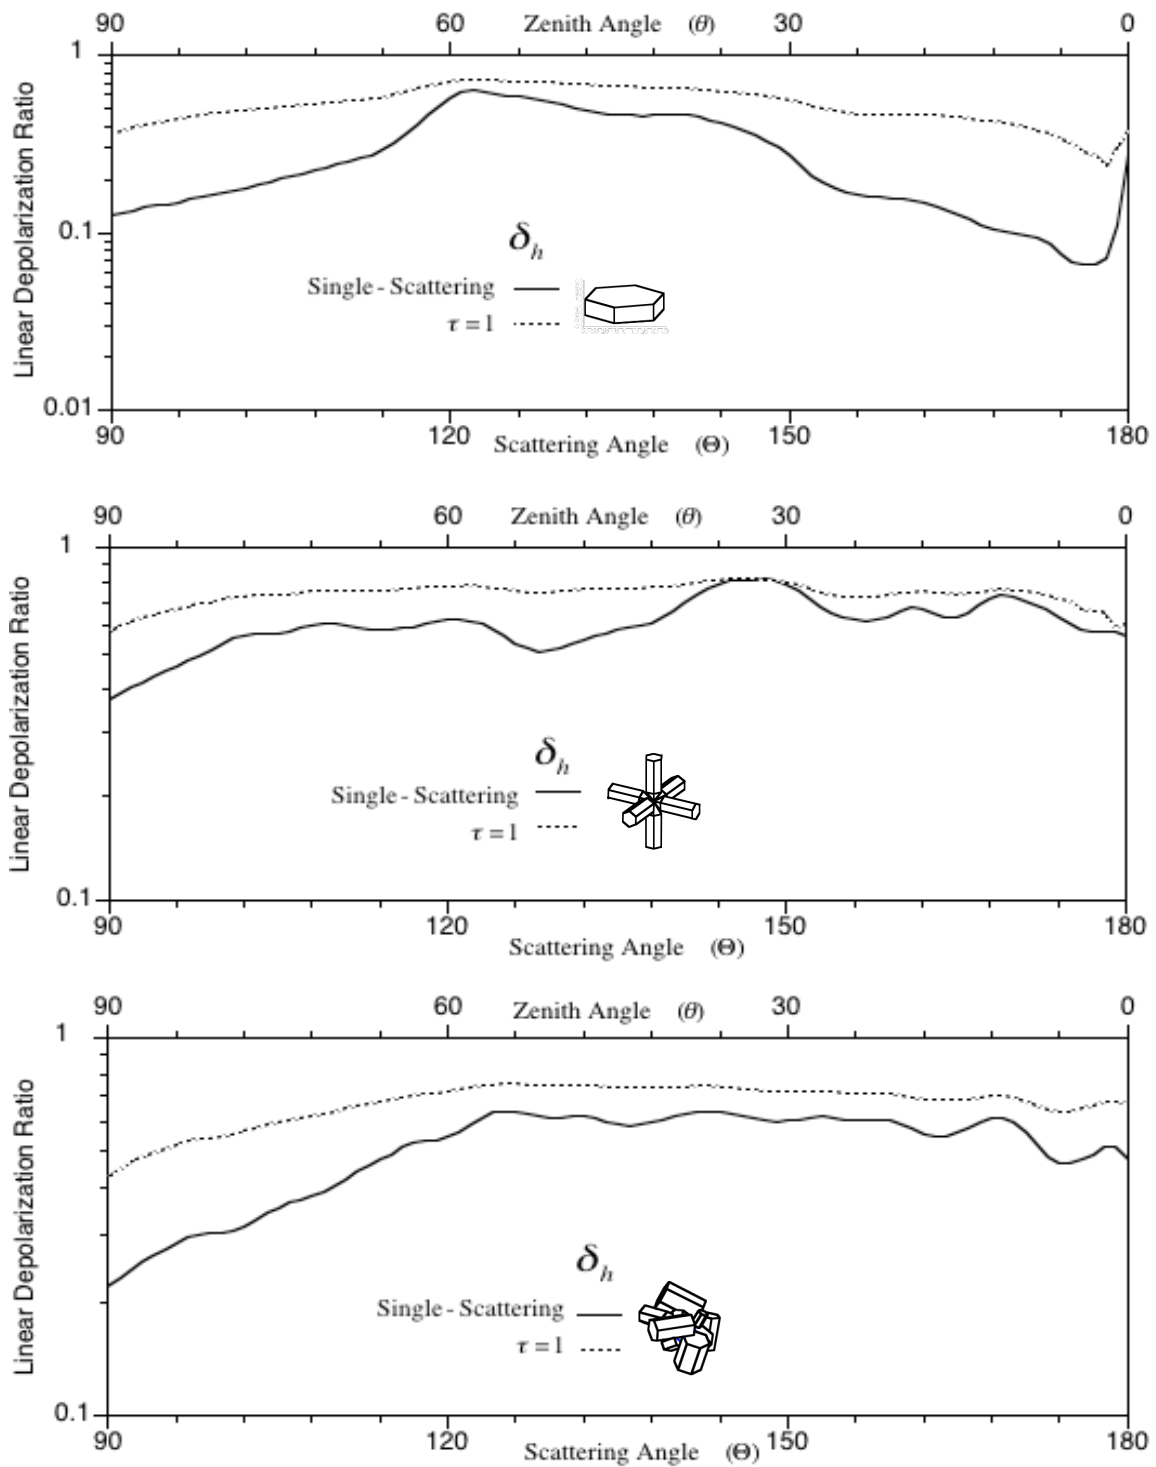 90 60 Zenith Angle (θ) 30 0
1
0.1
0.01
Linear Depolarization Ratio
δh
Single - Scattering
τ = 1
90 120 Scattering Angle (Θ) 150 180
90 60 Zenith Angle (θ) 30 0
1
0.1
Linear Depolarization Ratio
δh
Single - Scattering
τ = 1
90 120 150 180
Scattering Angle (Θ)
90 60 Zenith Angle (θ) 30 0
1
0.1
Linear Depolarization Ratio
δh
Single - Scattering
τ = 1
90 120 150 180
Scattering Angle (Θ)